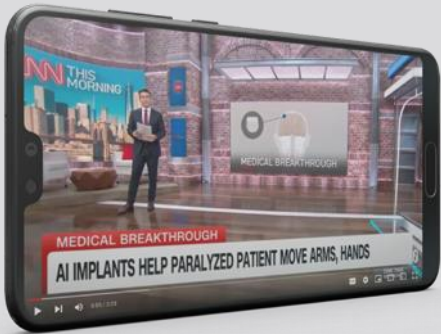 CNN THIS
MORNING
MEDICAL BREAKTHROUGH
MEDICAL BREAKTHROUGH
AI IMPLANTS HELP PARALYZED PATIENT MOVE ARMS, HANDS